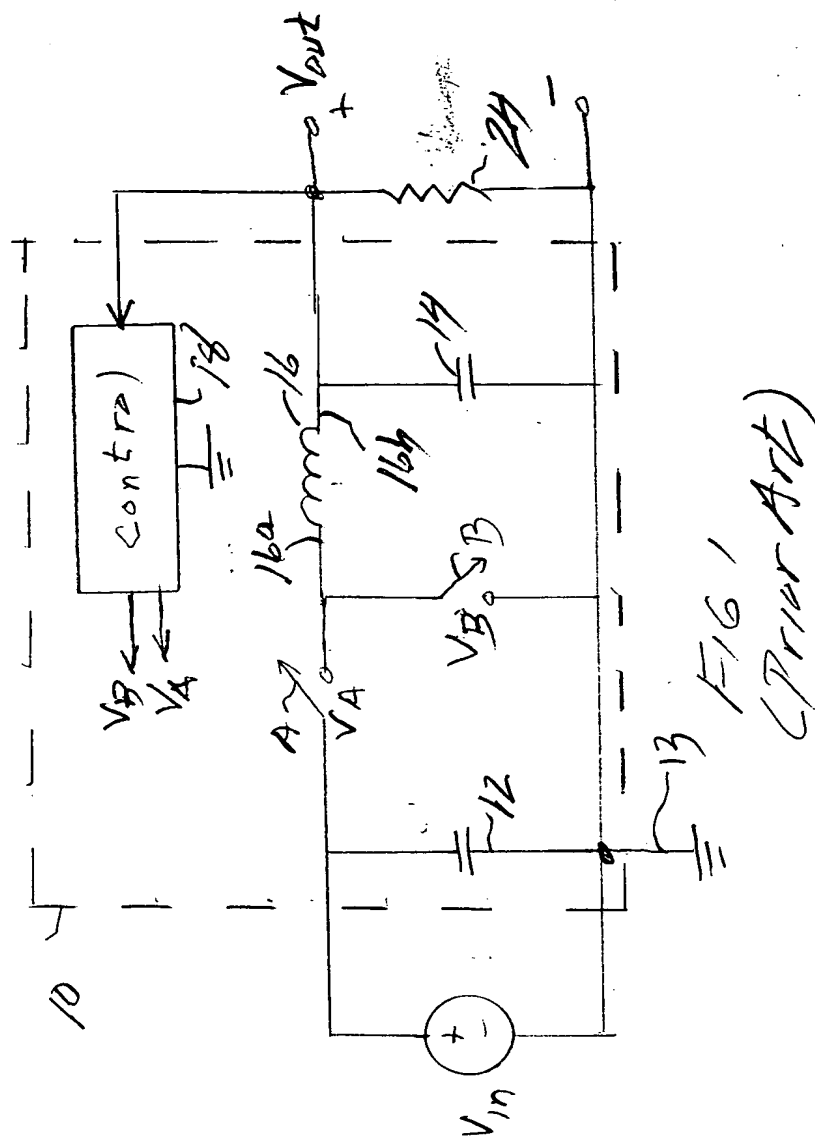 10
VB
VA
Control
18
Vout
+
A
VA
16a
16
16b
Vin
+
-
12
VB
B
14
24
-
13
FIG 1
(Prior Art)